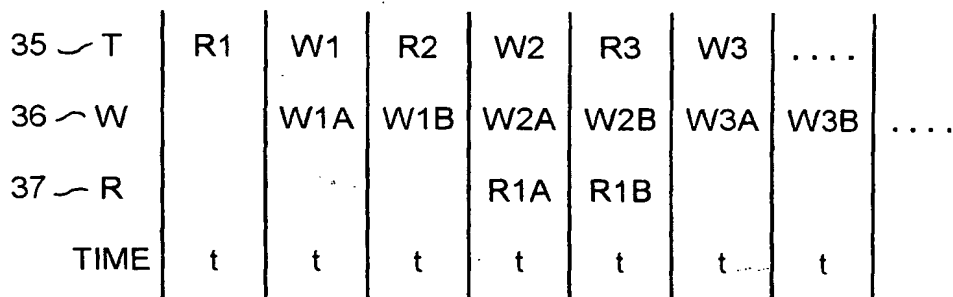 35 T R1 W1 R2 W2 R3 W3 ....
36 W W1A W1B W2A W2B W3A W3B ....
37 R R1A R1B
TIME t t t t t t t